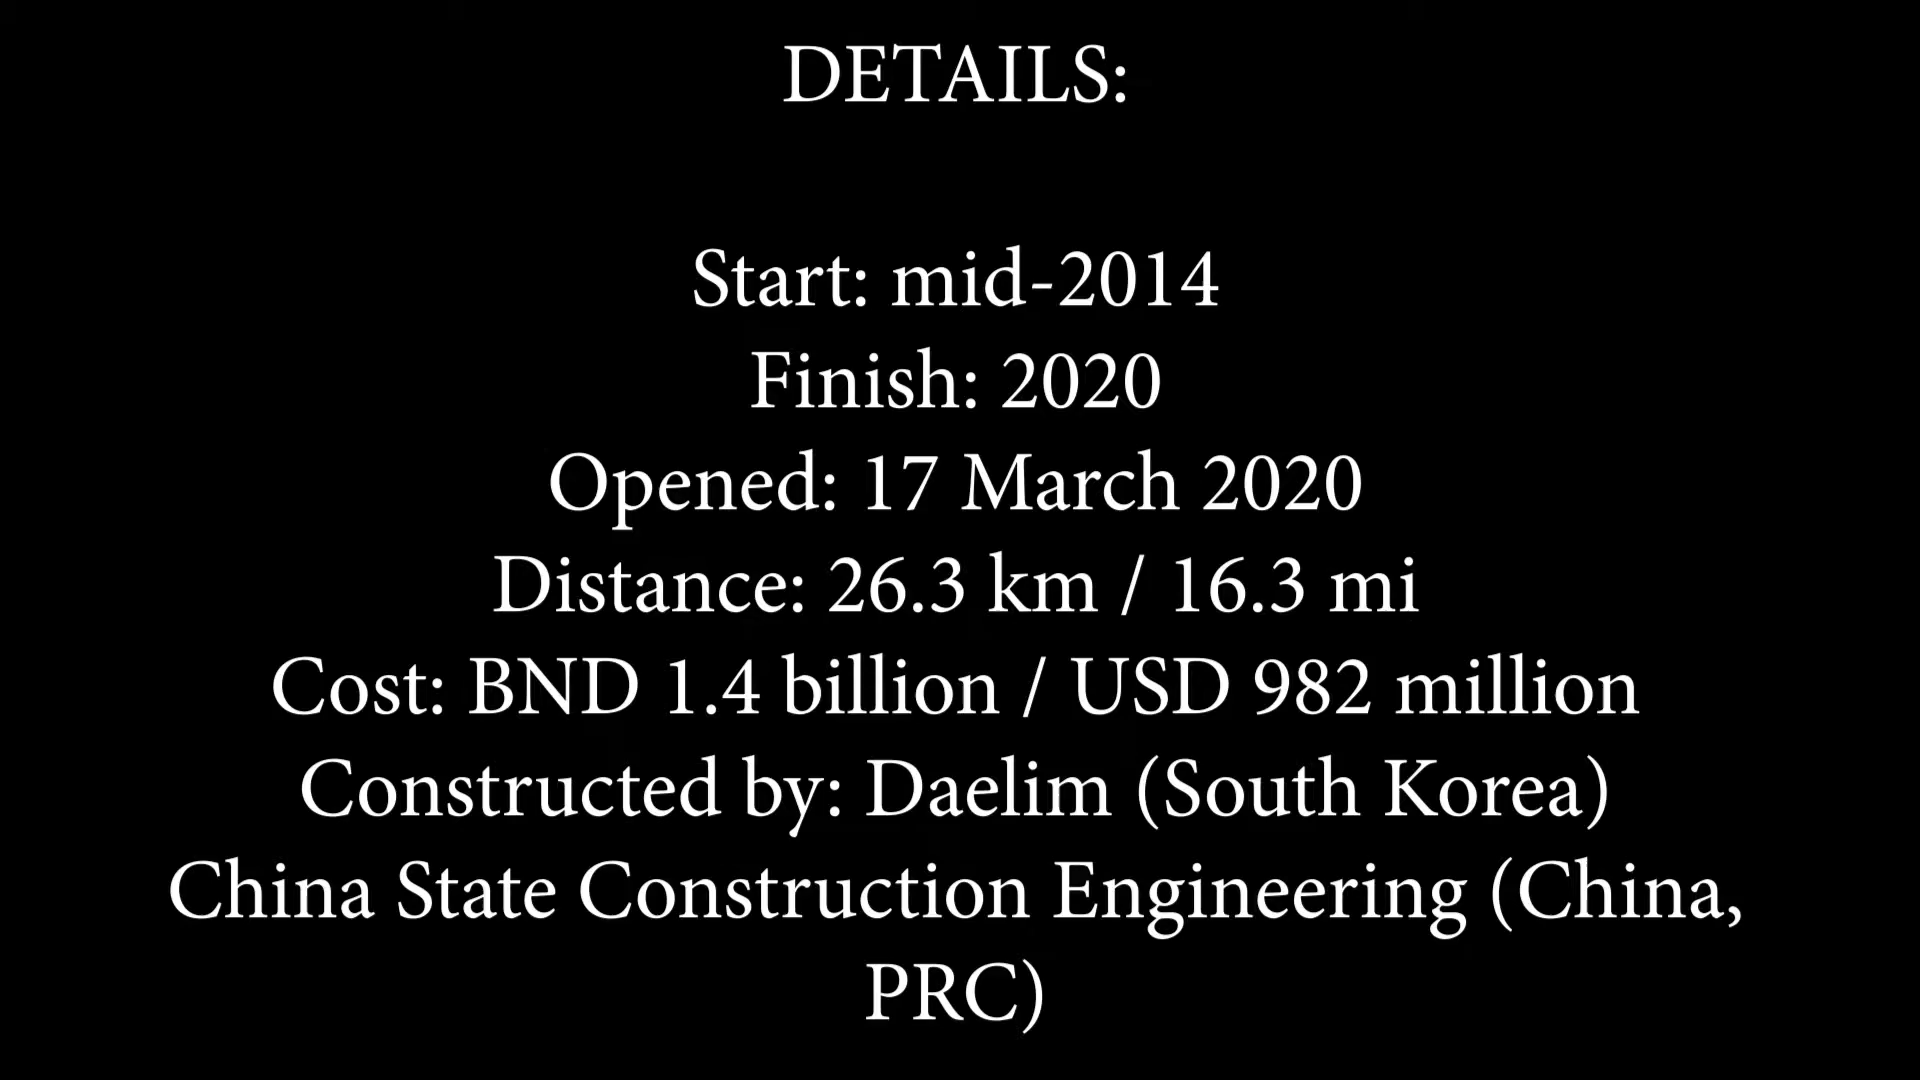 DETAILS:
Start: mid-2014
Finish: 2020
Opened: 17 March 2020
Distance: 26.3 km / 16.3 mi
Cost: BND 1.4 billion / USD 982 million
Constructed by: Daelim (South Korea)
China State Construction Engineering (China,
PRC)